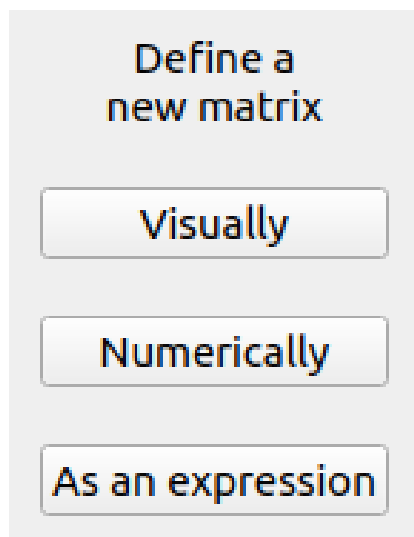 Define a
new matrix
Visually
Numerically
As an expression